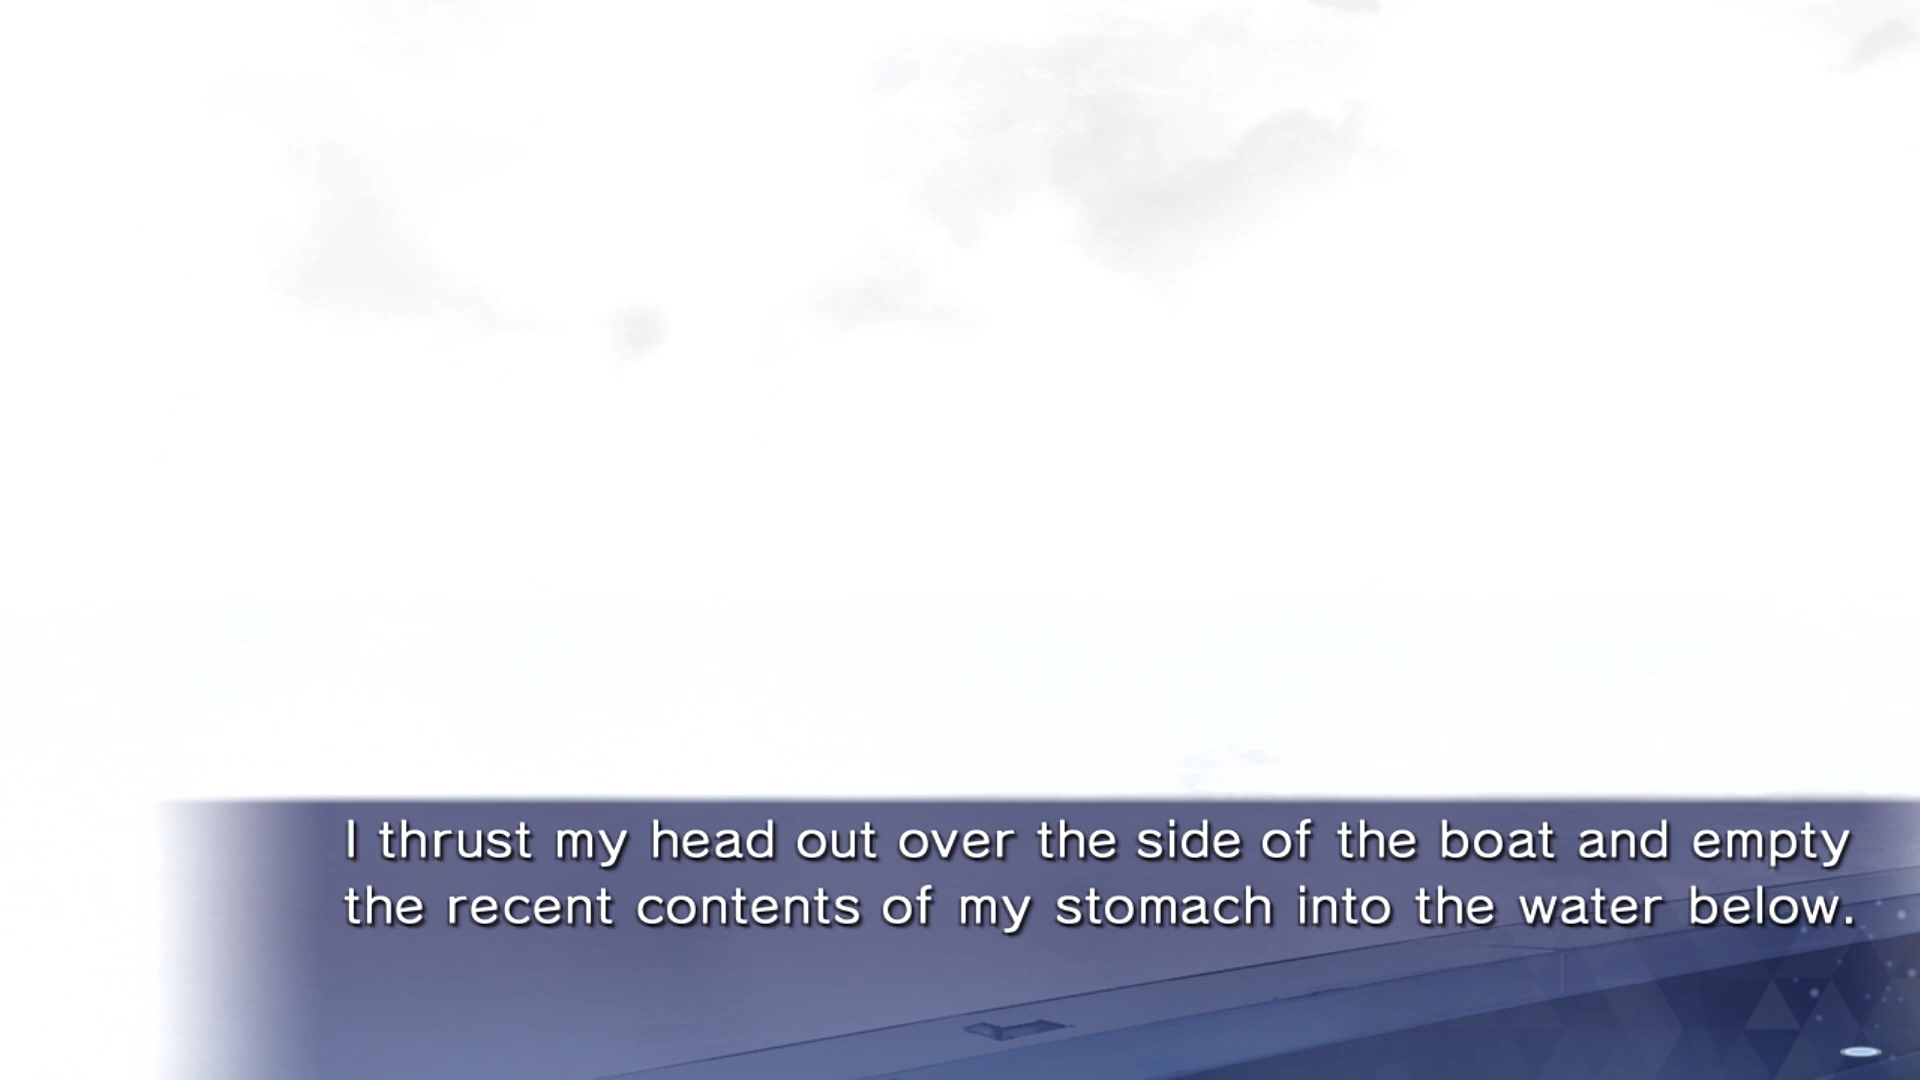 I thrust my head out over the side of the boat and empty
the recent contents of my stomach into the water below.